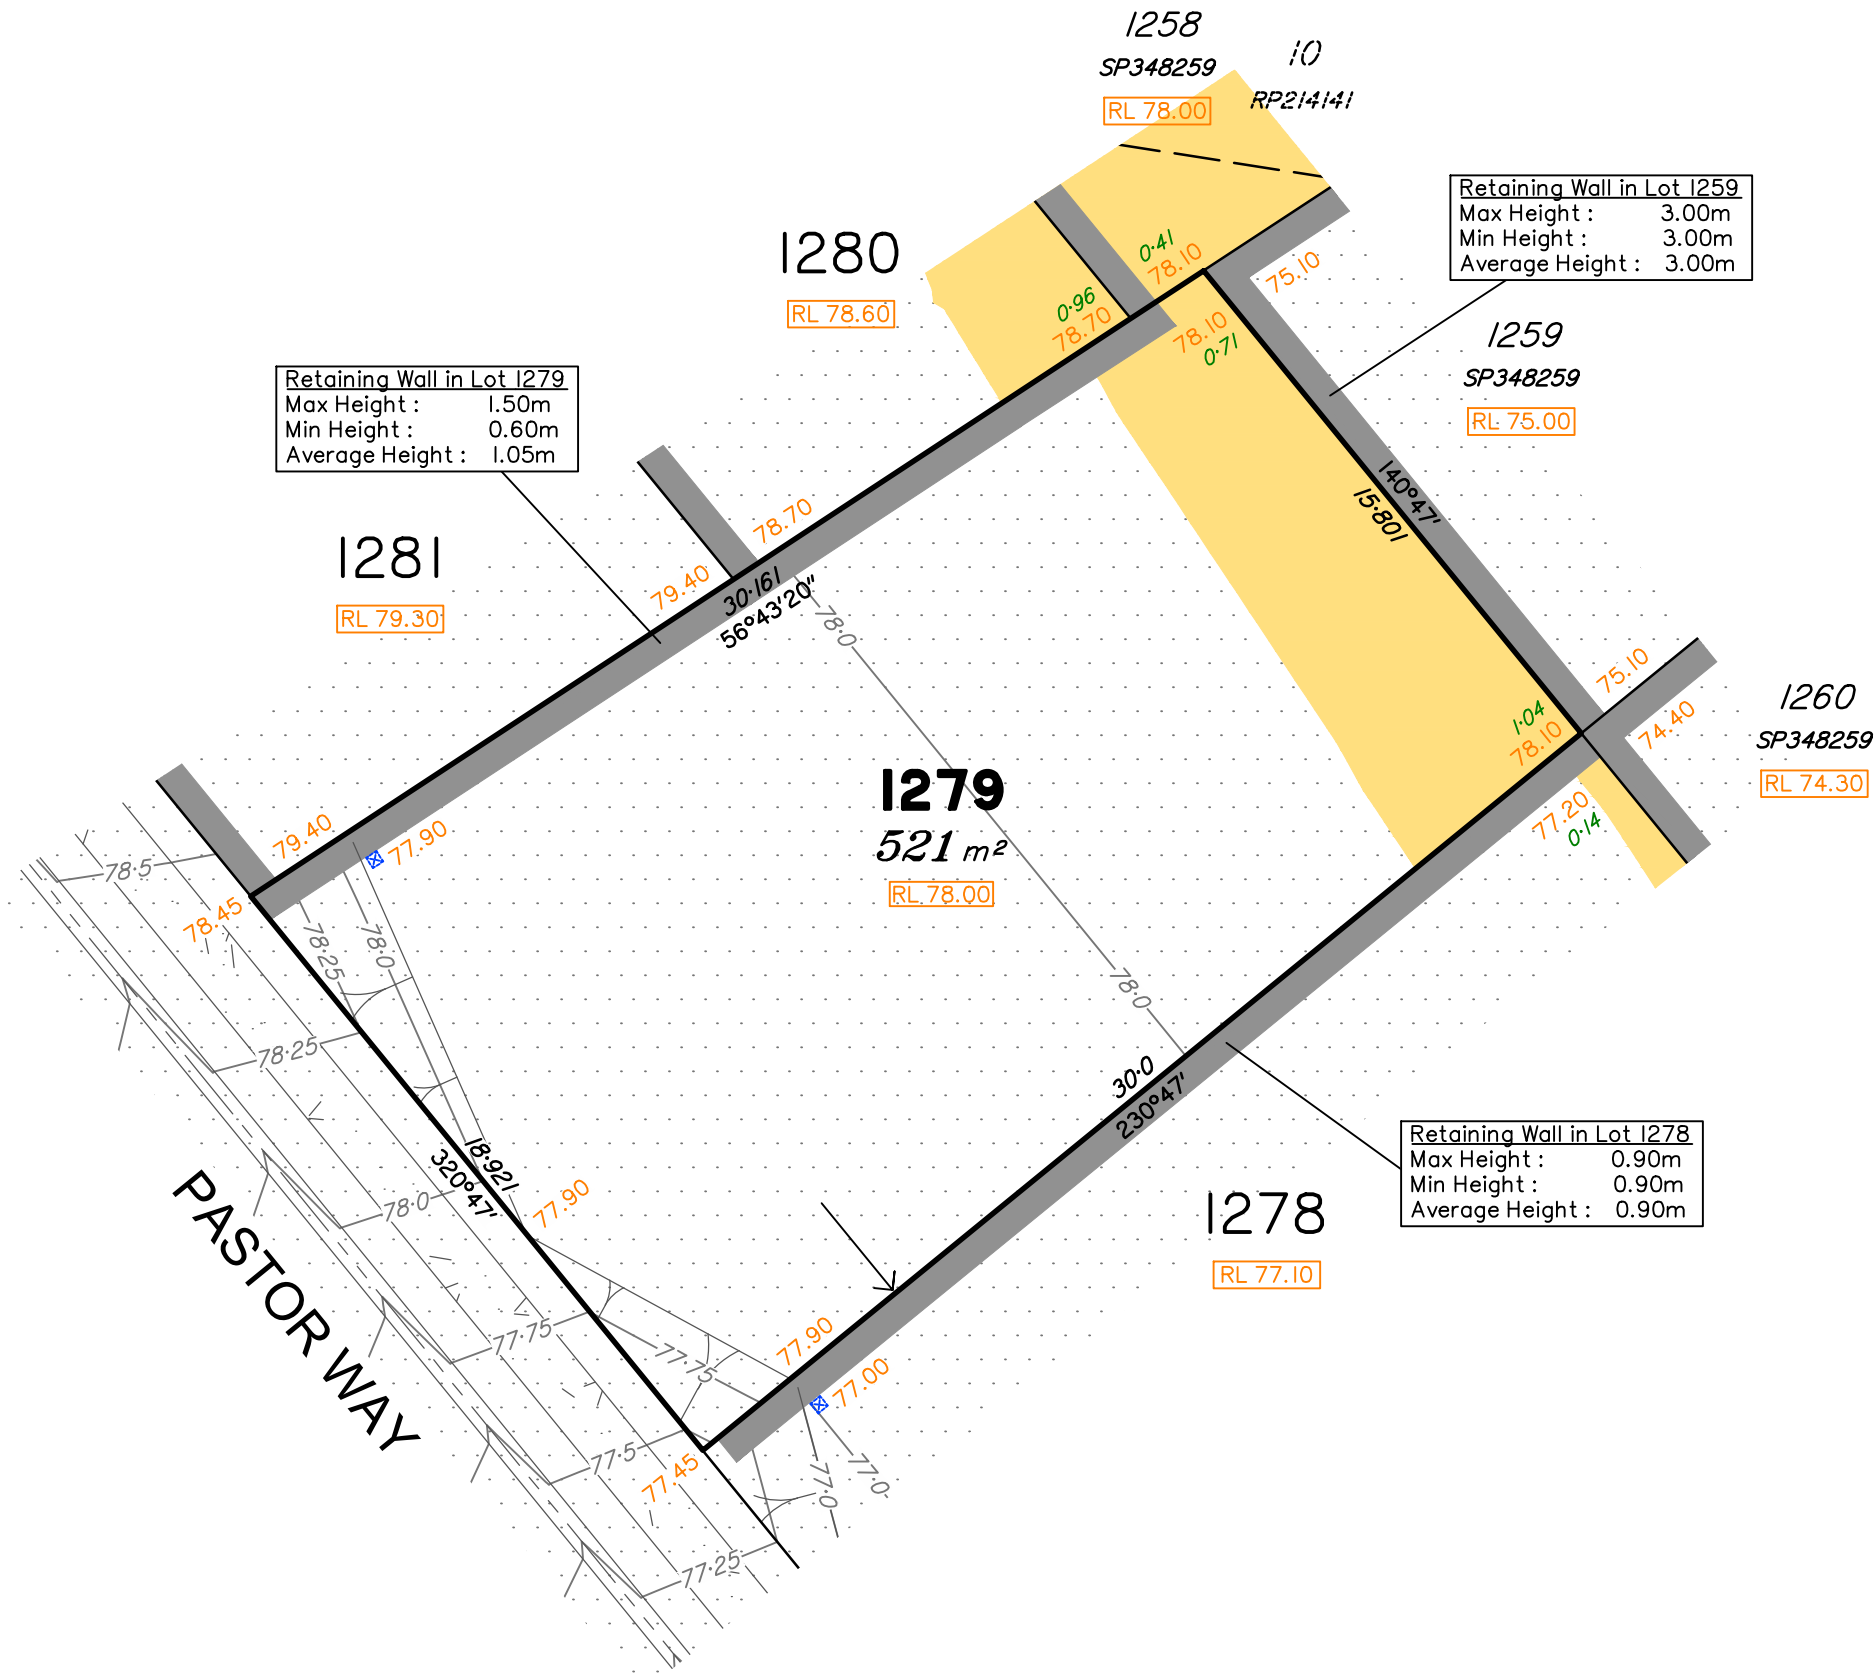 1258
SP348259
RL 78.00
10
RP214141
Retaining Wall in Lot 1259
Max Height : 3.00m
Min Height : 3.00m
Average Height : 3.00m
1280
RL 78.60
0·41
78.10
75.10
0·96
78.70
78.10
0·71
1259
SP348259
RL 75.00
Retaining Wall in Lot 1279
Max Height : 1.50m
Min Height : 0.60m
Average Height : 1.05m
140°47'
15·801
78.70
1281
RL 79.30
79.40
30·161
56°43'20"
78·0
75.10
74.40
1260
SP348259
RL 74.30
1·04
78.10
77.20
0·14
1279
521 m²
RL 78.00
79.40
77.90
78·5
78.45
78·25
78·0
78·25
78·0
30·0
230°47'
Retaining Wall in Lot 1278
Max Height : 0.90m
Min Height : 0.90m
Average Height : 0.90m
18·921
320°47'
78·0
77.90
1278
RL 77.10
PASTOR WAY
77·75
77·75
77.90
77.00
77·5
77.45
77·0
77·0
77·25